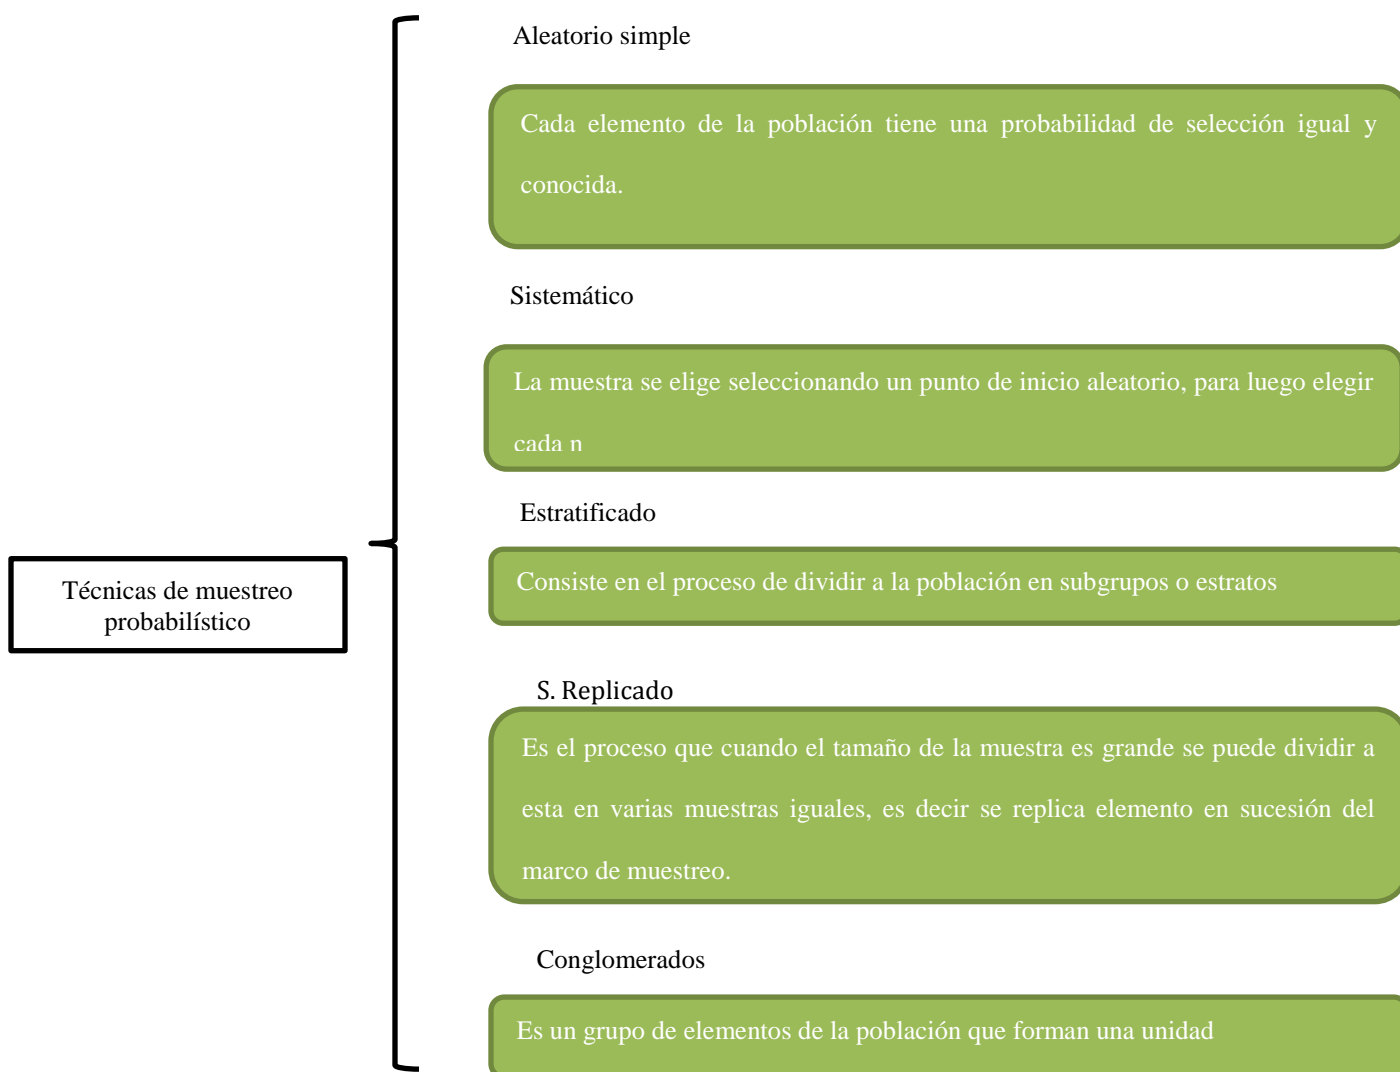 Aleatorio simple
Cada elemento de la población tiene una probabilidad de selección igual y
conocida.
Sistemático
La muestra se elige seleccionando un punto de inicio aleatorio, para luego elegir
cada n
Estratificado
Consiste en el proceso de dividir a la población en subgrupos o estratos
Técnicas de muestreo
probabilístico
S. Replicado
Es el proceso que cuando el tamaño de la muestra es grande se puede dividir a
esta en varias muestras iguales, es decir se replica elemento en sucesión del
marco de muestreo.
Conglomerados
Es un grupo de elementos de la población que forman una unidad